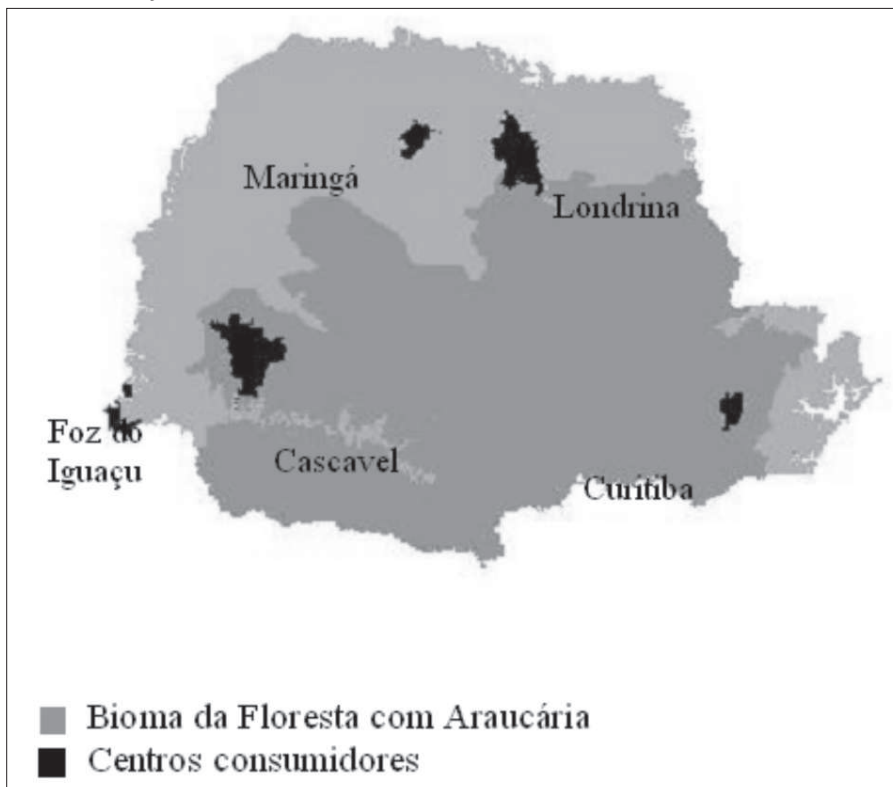 Maringá
Londrina
Foz do
Iguaçu
Cascavel
Curitiba
Bioma da Floresta com Araucária
Centros consumidores